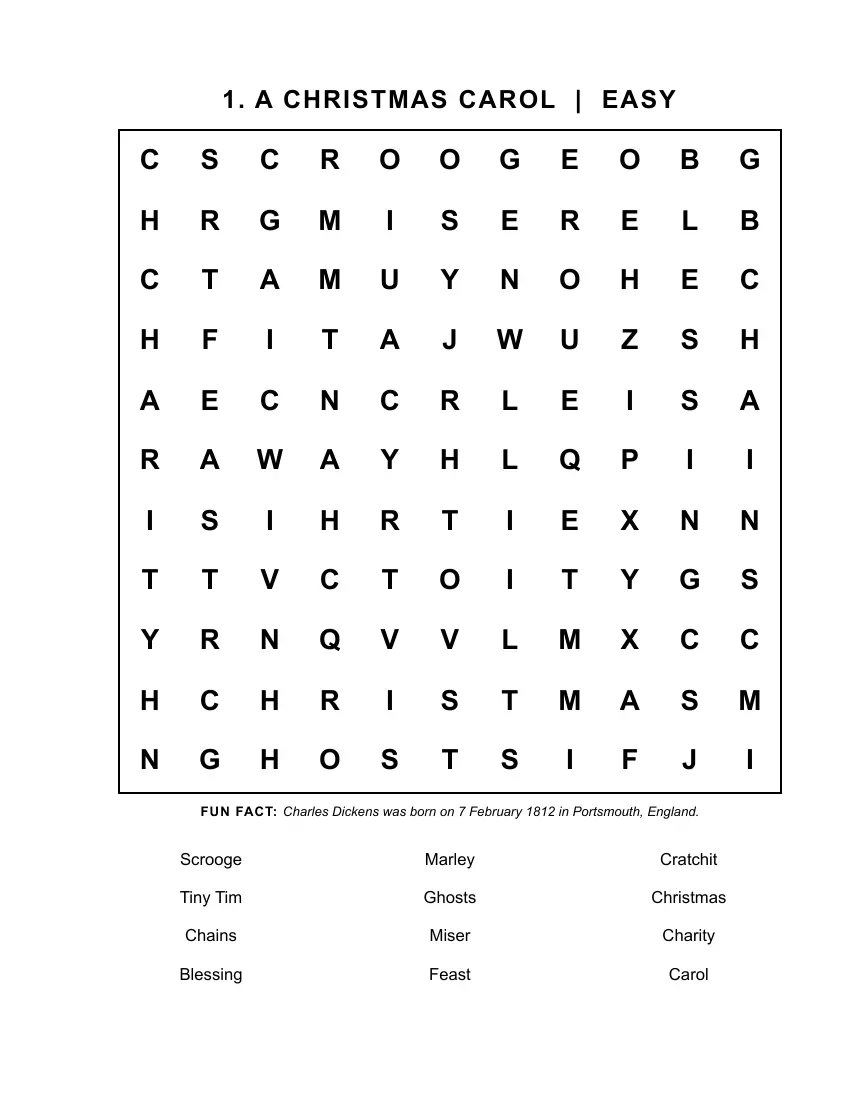 1. A CHRISTMAS CAROL | EASY
C S C R O O G E O B G
H R G M I S E R E L B
C T A M U Y N O H E C
H F I T A J W U Z S H
A E C N C R L E I S A
R A W A Y H L Q P I I
I S I H R T I E X N N
T T V C T O I T Y G S
Y R N Q V V L M X C C
H C H R I S T M A S M
N G H O S T S I F J I
FUN FACT: Charles Dickens was born on 7 February 1812 in Portsmouth, England.
Scrooge Marley Cratchit
Tiny Tim Ghosts Christmas
Chains Miser Charity
Blessing Feast Carol